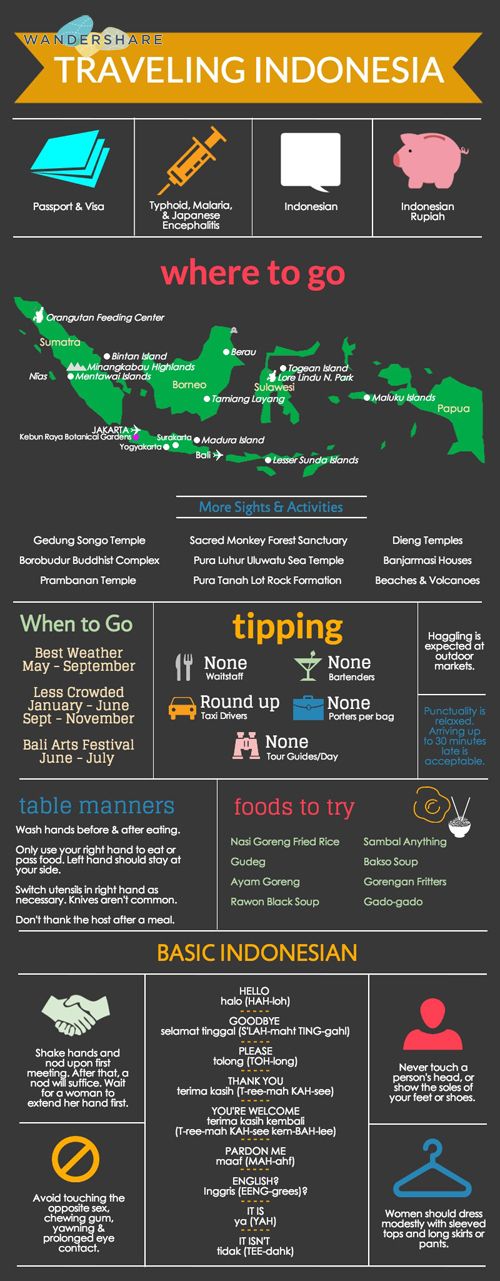 WANDERSHARE
TRAVELING INDONESIA
Passport & Visa
Typhoid, Malaria,
& Japanese
Encephalitis
Indonesian
Indonesian
Rupiah
where to go
Orangutan Feeding Center
Sumatra
Bintan Island
Minangkabau Highlands
Nias
Mentawai Islands
Berau
Borneo
Tamiang Layang
Togean Island
Lore Lindu N. Park
Sulawesi
Maluku Islands
Papua
JAKARTA
Kebun Raya Botanical Gardens
Surakarta
Yogyakarta
Madura Island
Bali
Lesser Sunda Islands
More Sights & Activities
Gedung Songo Temple
Sacred Monkey Forest Sanctuary
Dieng Temples
Borobudur Buddhist Complex
Pura Luhur Uluwatu Sea Temple
Banjarmasi Houses
Prambanan Temple
Pura Tanah Lot Rock Formation
Beaches & Volcanoes
When to Go
Best Weather
May - September
Less Crowded
January - June
Sept - November
Bali Arts Festival
June - July
tipping
None
Waitstaff
None
Bartenders
Round up
Taxi Drivers
None
Porters per bag
None
Tour Guides/Day
Haggling is
expected at
outdoor
markets.
Punctuality is
relaxed.
Arriving up
to 30 minutes
late is
acceptable.
table manners
Wash hands before & after eating.
Only use your right hand to eat or
pass food. Left hand should stay at
your side.
Switch utensils in right hand as
necessary. Knives aren't common.
Don't thank the host after a meal.
foods to try
Nasi Goreng Fried Rice
Sambal Anything
Gudeg
Bakso Soup
Ayam Goreng
Gorengan Fritters
Rawon Black Soup
Gado-gado
BASIC INDONESIAN
Shake hands and
nod upon first
meeting. After that, a
nod will suffice. Wait
for a woman to
extend her hand first.
Avoid touching the
opposite sex,
chewing gum,
yawning &
prolonged eye
contact.
HELLO
halo (HAH-loh)
GOODBYE
selamat tinggal (S'LAH-maht TING-gahl)
PLEASE
tolong (TOH-long)
THANK YOU
terima kasih (T-ree-mah KAH-see)
YOU'RE WELCOME
terima kasih kembali
(T-ree-mah KAH-see kem-BAH-lee)
PARDON ME
maaf (MAH-ahf)
ENGLISH?
Inggris (EENG-grees)?
IT IS
ya (YAH)
IT ISN'T
tidak (TEE-dahk)
Never touch a
person's head, or
show the soles of
your feet or shoes.
Women should dress
modestly with sleeved
tops and long skirts or
pants.